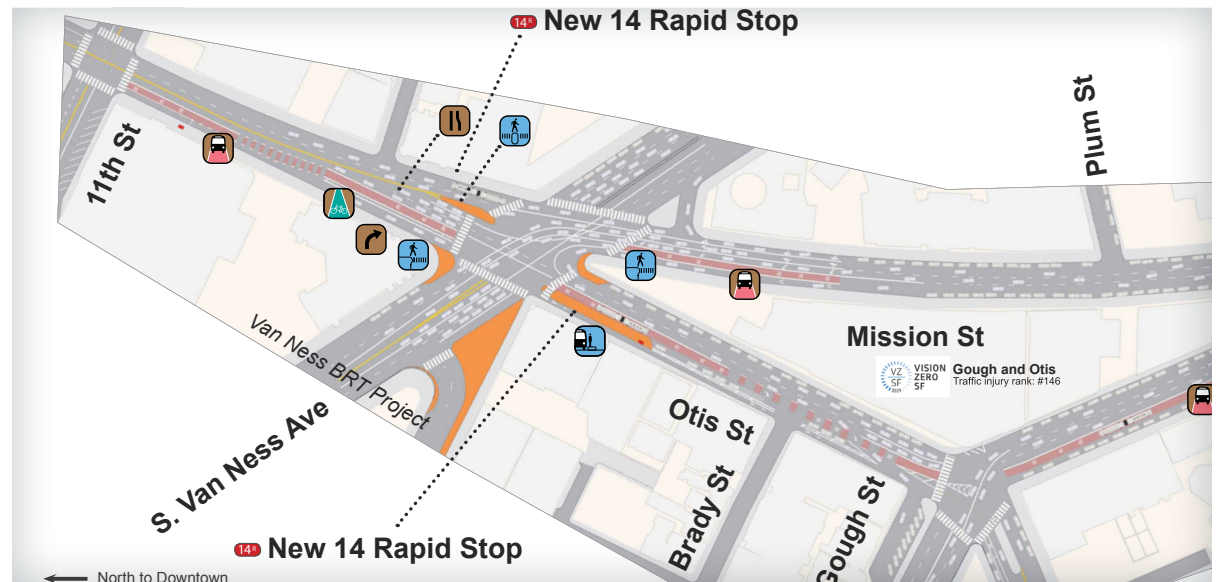 14R New 14 Rapid Stop
11th St
Plum St
Van Ness BRT Project
S. Van Ness Ave
Mission St
VZ
SF
VISION
ZERO
SF
Gough and Otis
Traffic injury rank: #146
Otis St
Brady St
Gough St
14R New 14 Rapid Stop
North to Downtown